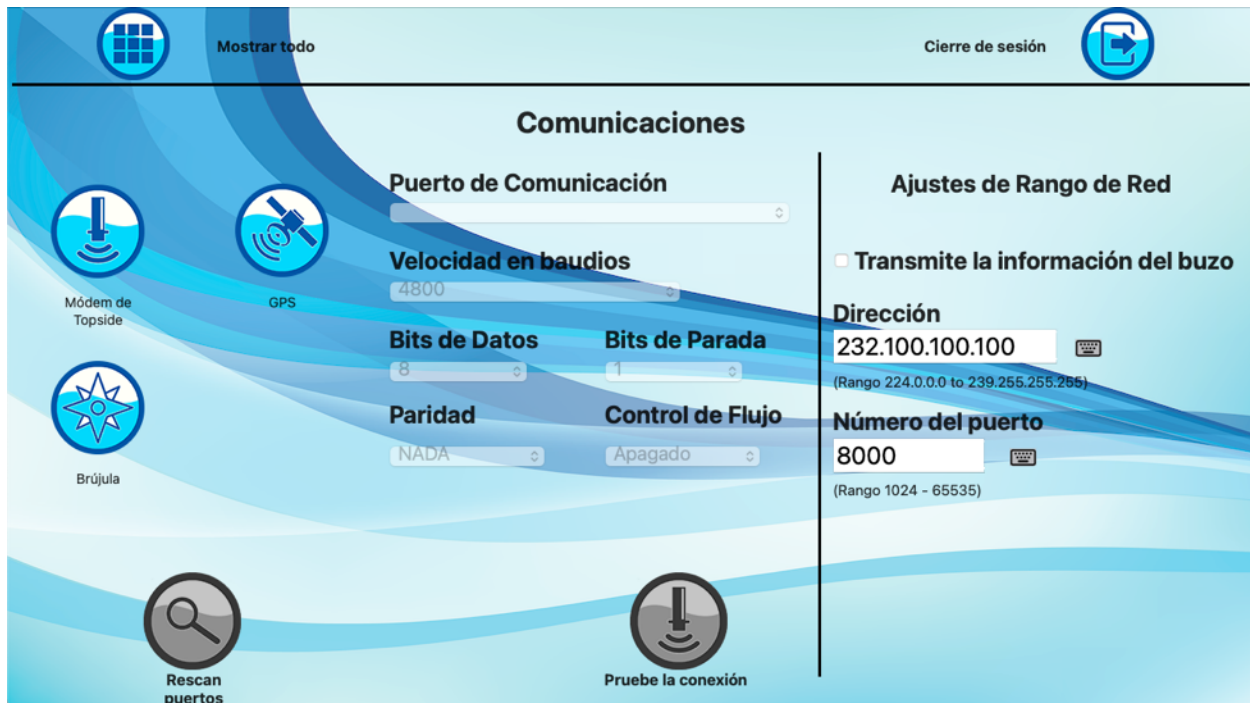 Mostrar todo
Cierre de sesión
Comunicaciones
Módem de
Topside
GPS
Brújula
Puerto de Comunicación
Velocidad en baudios
4800
Bits de Datos
Bits de Parada
8
1
Paridad
Control de Flujo
NADA
Apagado
Ajustes de Rango de Red
Transmite la información del buzo
Dirección
232.100.100.100
(Rango 224.0.0.0 to 239.255.255.255)
Número del puerto
8000
(Rango 1024 - 65535)
Rescan
puertos
Pruebe la conexión